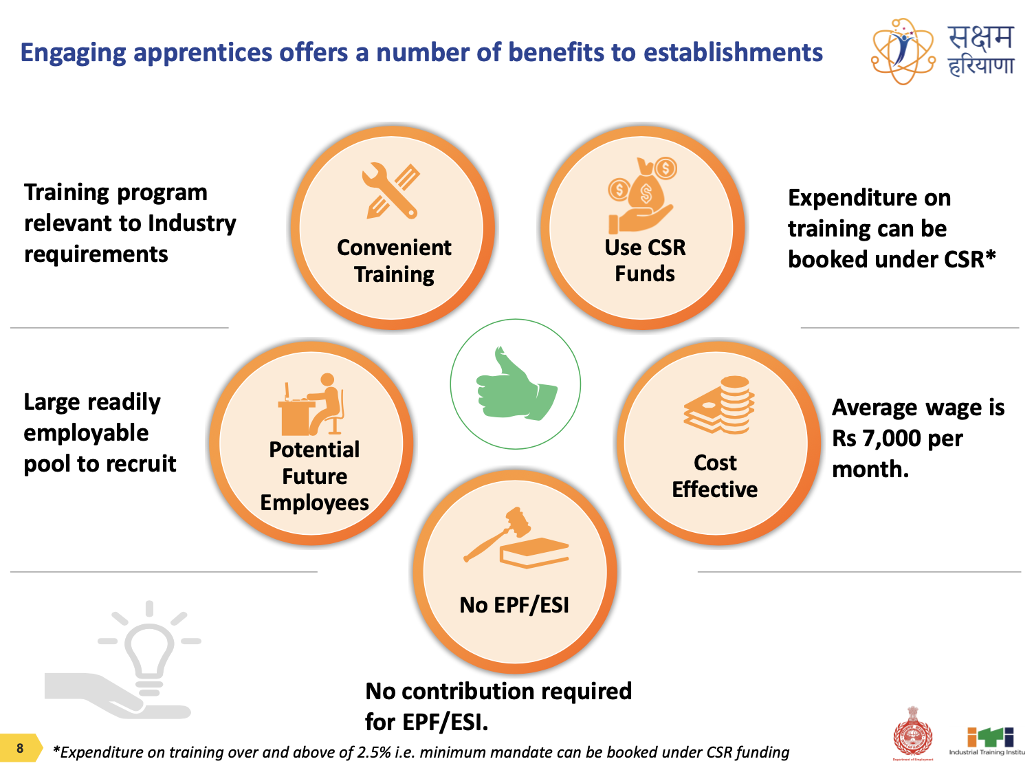 Engaging apprentices offers a number of benefits to establishments
सक्षम
हरियाणा
Training program
relevant to Industry
requirements
Convenient
Training
Use CSR
Funds
Expenditure on
training can be
booked under CSR*
Large readily
employable
pool to recruit
Potential
Future
Employees
Cost
Effective
Average wage is
Rs 7,000 per
month.
No EPF/ESI
No contribution required
for EPF/ESI.
8
*Expenditure on training over and above of 2.5% i.e. minimum mandate can be booked under CSR funding
Department of Employment
iti
Industrial Training Institu